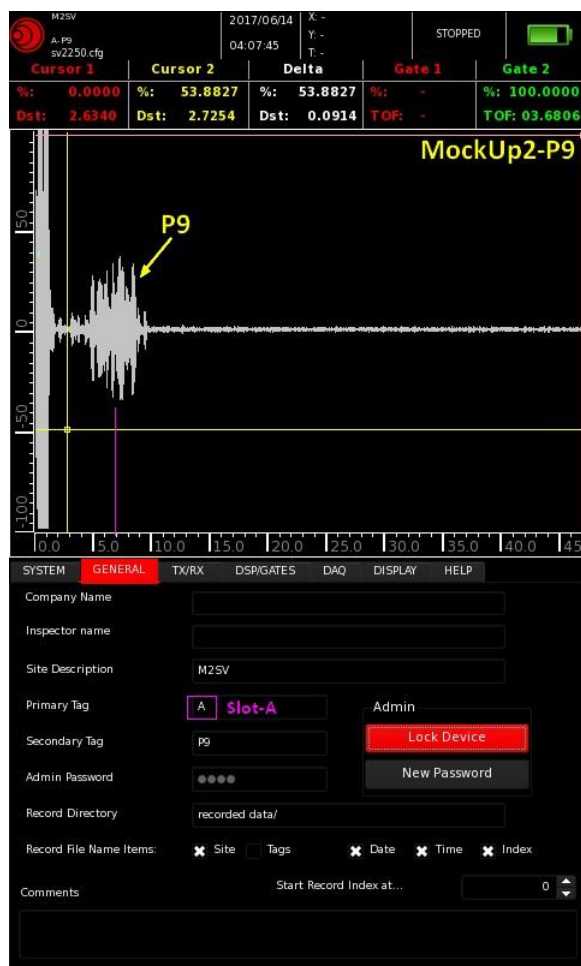 M2SV
A-P9
sv2250.cfg
2017/06/14
04:07:45
X: -
Y: -
T: -
STOPPED
Cursor 1 Cursor 2 Delta Gate 1 Gate 2
%: 0.0000 %: 53.8827 %: 53.8827 %: - %: 100.0000
Dst: 2.6340 Dst: 2.7254 Dst: 0.0914 TOF: - TOF: 03.6806
MockUp2-P9
P9
50
0
-50
-100
0.0 5.0 10.0 15.0 20.0 25.0 30.0 35.0 40.0 45
SYSTEM GENERAL TX/RX DSP/GATES DAQ DISPLAY HELP
Company Name
Inspector name
Site Description M2SV
Primary Tag A Slot-A Admin
Lock Device
Secondary Tag P9
New Password
Admin Password
Record Directory recorded data/
Record File Name Items: Site Tags Date Time Index
Start Record Index at... 0
Comments